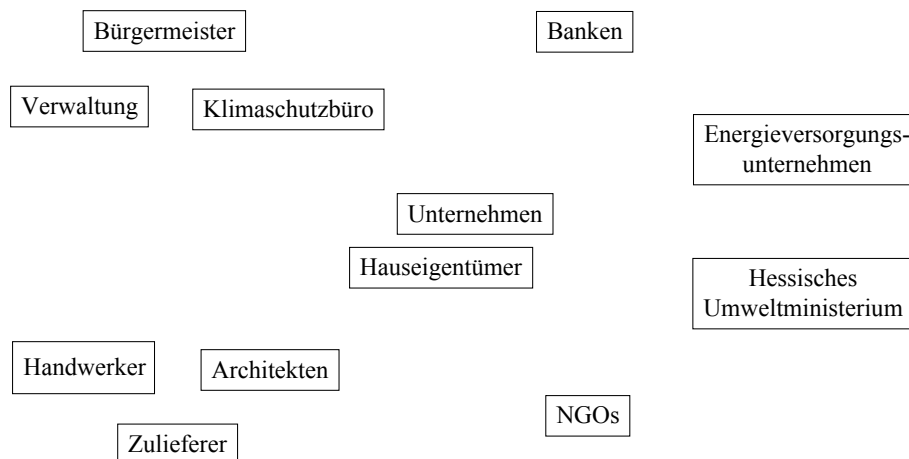 Bürgermeister
Banken
Verwaltung
Klimaschutzbüro
Energieversorgungs-
unternehmen
Unternehmen
Hauseigentümer
Hessisches
Umweltministerium
Handwerker
Architekten
NGOs
Zulieferer